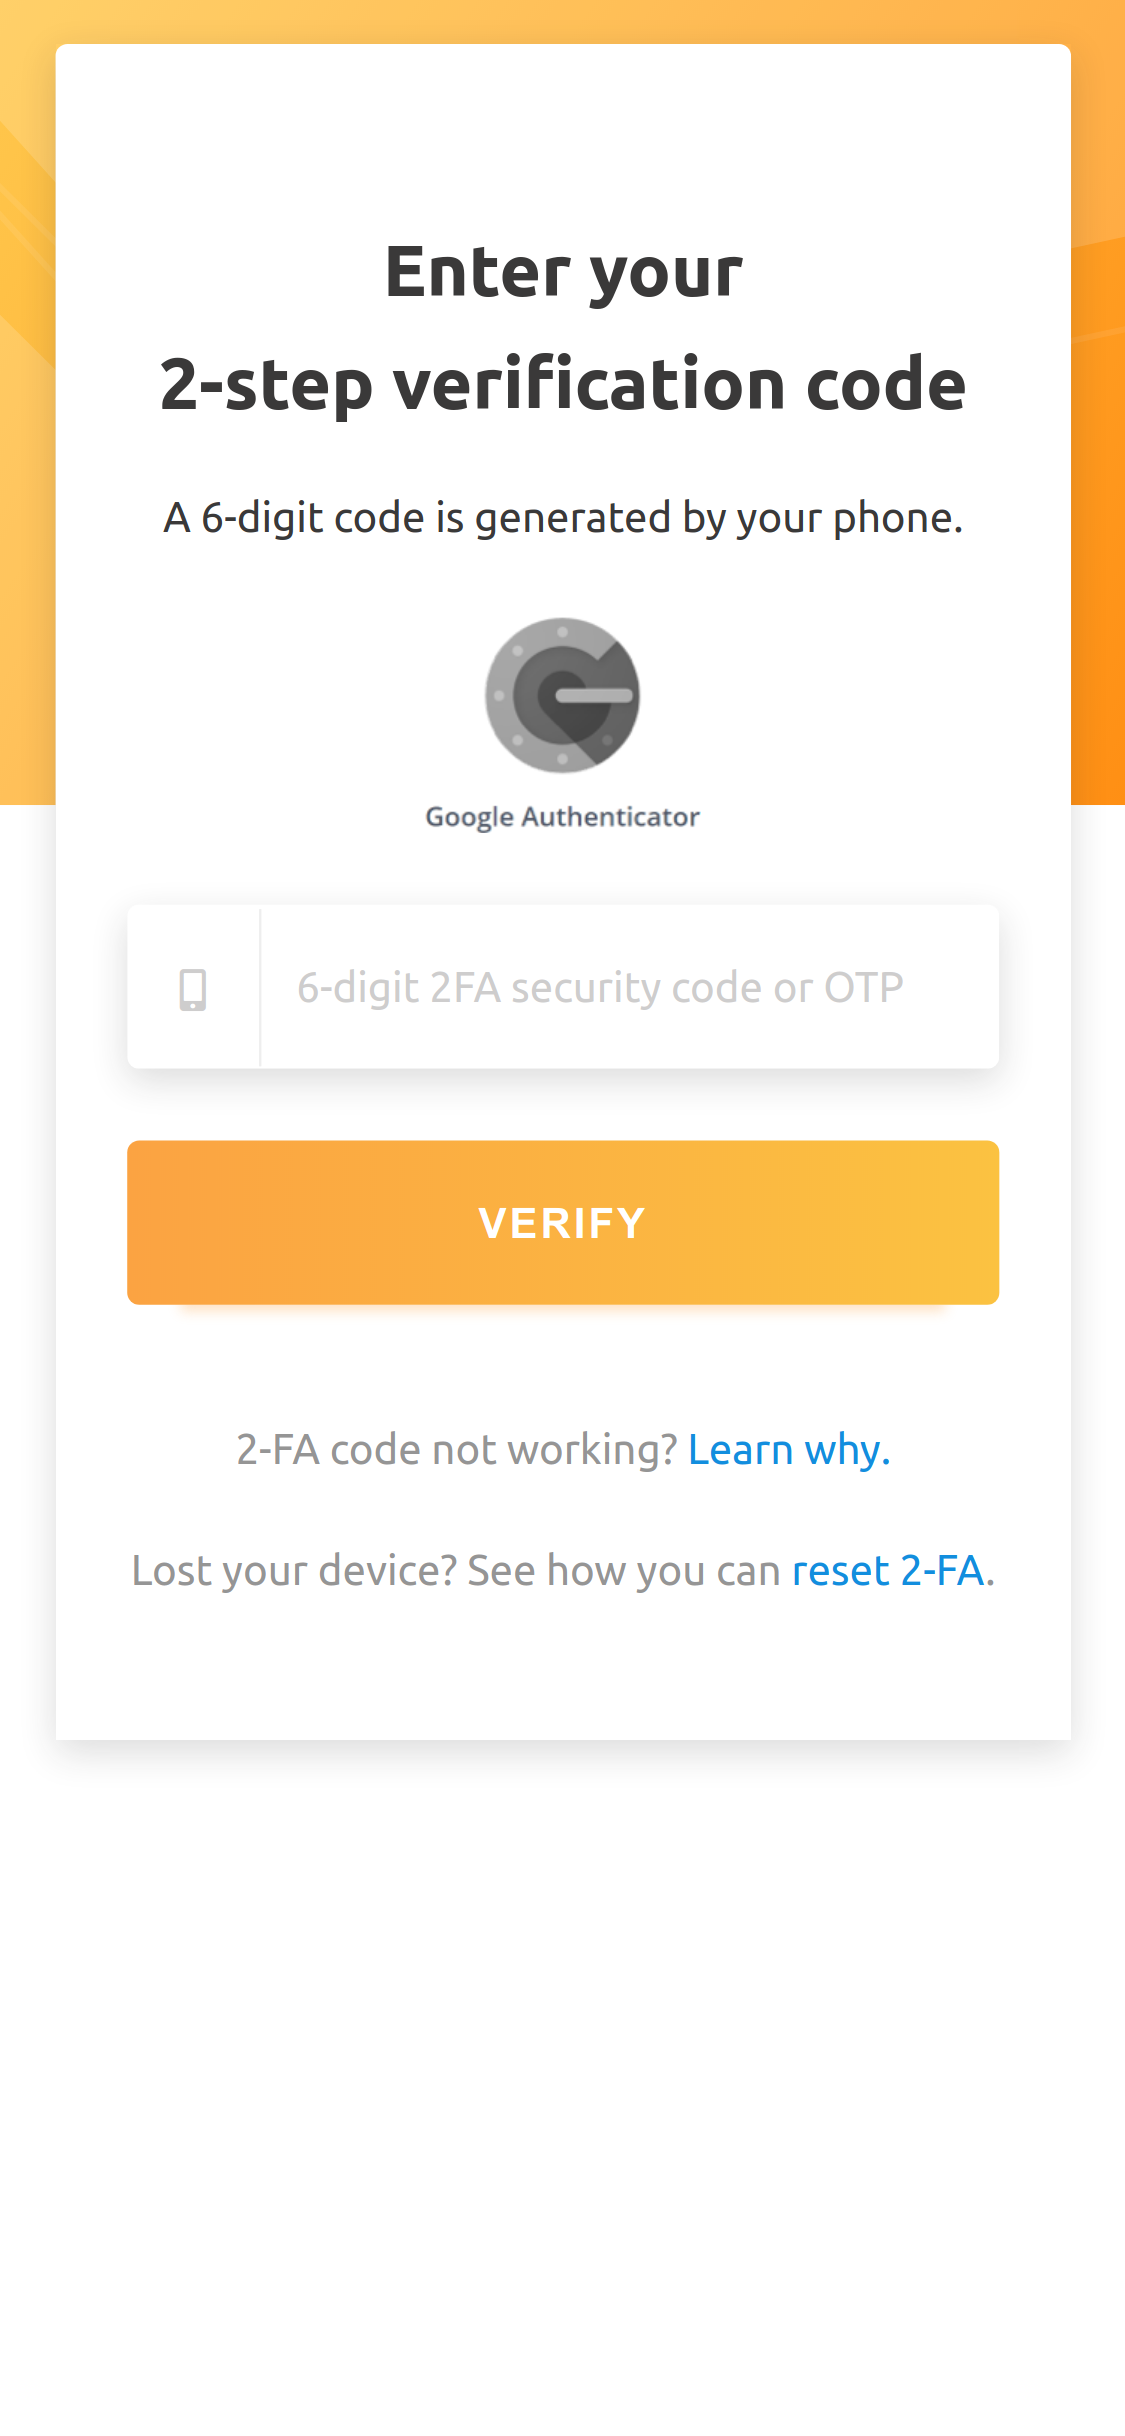 Enter your
2-step verification code
A 6-digit code is generated by your phone.
Google Authenticator
6-digit 2FA security code or OTP
VERIFY
2-FA code not working? Learn why.
Lost your device? See how you can reset 2-FA.